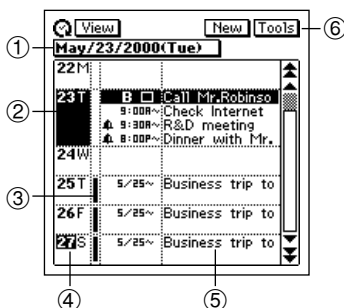 View New Tools ⑥
① May/23/2000(Tue)
22M
② 23T B Call Mr.Robinso
9:00A~ Check Internet
9:30A~ R&D meeting
8:00P~ Dinner with Mr.
24W
③ 25T 5/25~ Business trip to
26F 5/25~ Business trip to
27S 5/25~ Business trip to
④ ⑤